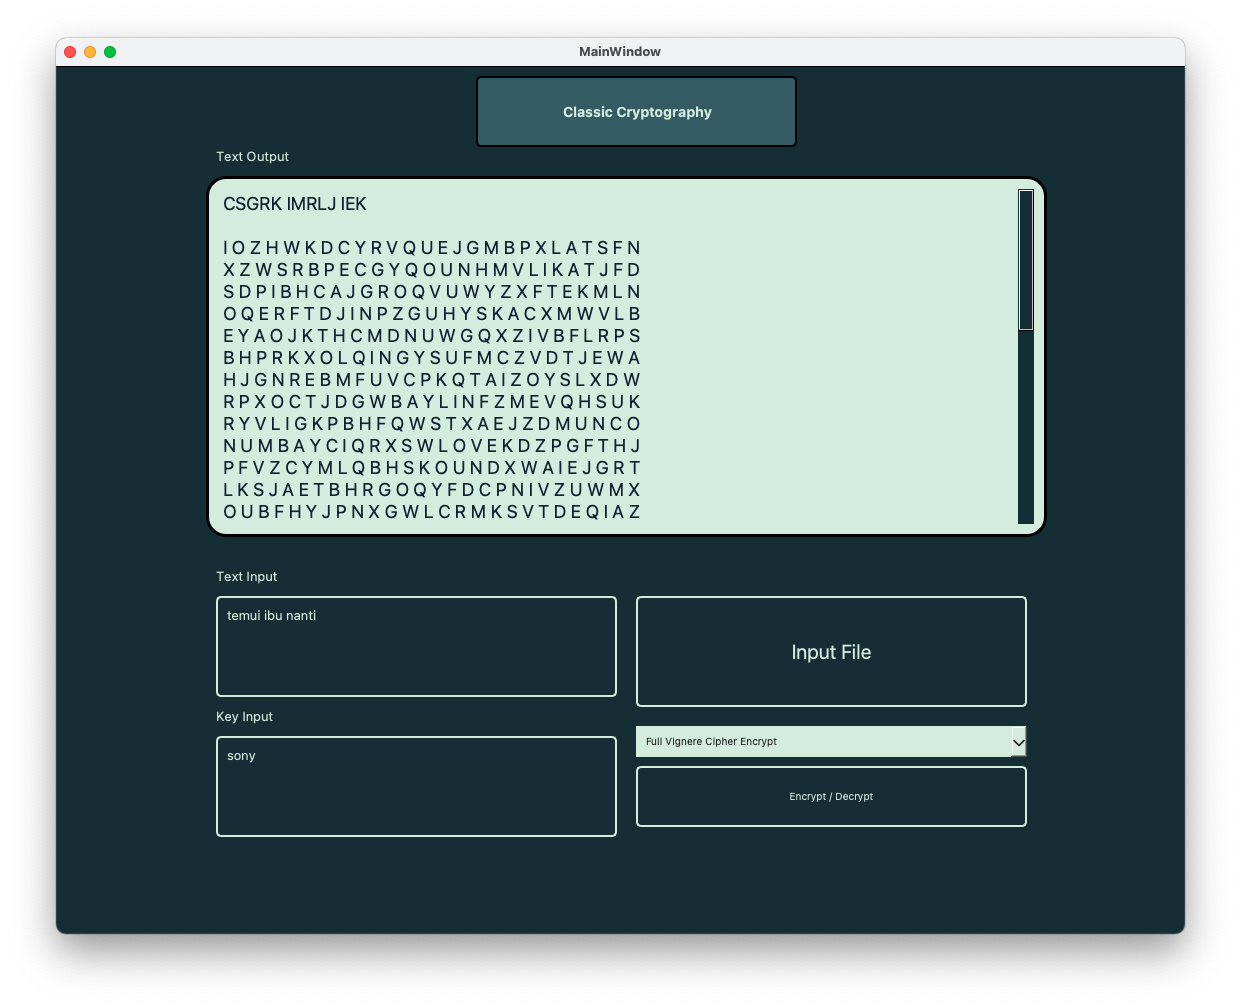 MainWindow
Classic Cryptography
Text Output
CSGRK IMRLJ IEK
I O Z H W K D C Y R V Q U E J G M B P X L A T S F N
X Z W S R B P E C G Y Q O U N H M V L I K A T J F D
S D P I B H C A J G R O Q V U W Y Z X F T E K M L N
O Q E R F T D J I N P Z G U H Y S K A C X M W V L B
E Y A O J K T H C M D N U W G Q X Z I V B F L R P S
B H P R K X O L Q I N G Y S U F M C Z V D T J E W A
H J G N R E B M F U V C P K Q T A I Z O Y S L X D W
R P X O C T J D G W B A Y L I N F Z M E V Q H S U K
R Y V L I G K P B H F Q W S T X A E J Z D M U N C O
N U M B A Y C I Q R X S W L O V E K D Z P G F T H J
P F V Z C Y M L Q B H S K O U N D X W A I E J G R T
L K S J A E T B H R G O Q Y F D C P N I V Z U W M X
O U B F H Y J P N X G W L C R M K S V T D E Q I A Z
Text Input
temui ibu nanti
Input File
Key Input
sony
Full Vignere Cipher Encrypt
Encrypt / Decrypt